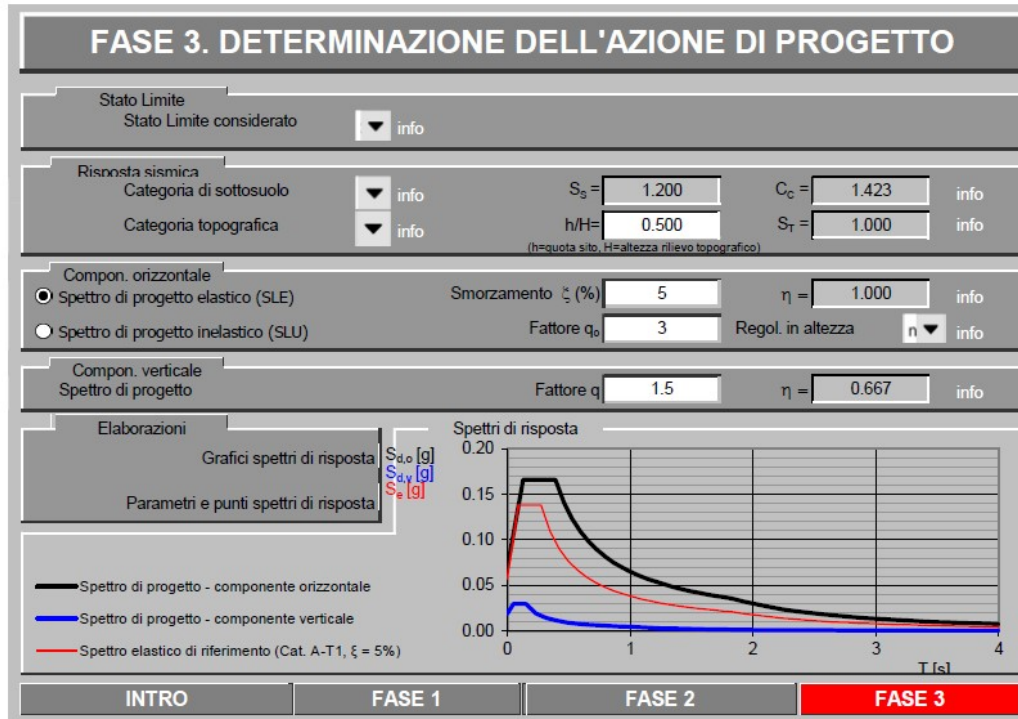 FASE 3. DETERMINAZIONE DELL'AZIONE DI PROGETTO
Stato Limite
Stato Limite considerato info
Risposta sismica
Categoria di sottosuolo info SS = 1.200 CC = 1.423 info
Categoria topografica info h/H= 0.500 ST = 1.000 info
(h=quota sito, H=altezza rilievo topografico)
Compon. orizzontale
Spettro di progetto elastico (SLE) Smorzamento ξ (%) 5 η = 1.000 info
Spettro di progetto inelastico (SLU) Fattore qo 3 Regol. in altezza n info
Compon. verticale
Spettro di progetto Fattore q 1.5 η = 0.667 info
Elaborazioni
Grafici spettri di risposta
Parametri e punti spettri di risposta
Spettri di risposta
Sd,o [g]
Sd,v [g]
Se [g]
0.20
0.15
0.10
0.05
0.00
0 1 2 3 4
T [s]
Spettro di progetto - componente orizzontale
Spettro di progetto - componente verticale
Spettro elastico di riferimento (Cat. A-T1, ξ = 5%)
INTRO FASE 1 FASE 2 FASE 3